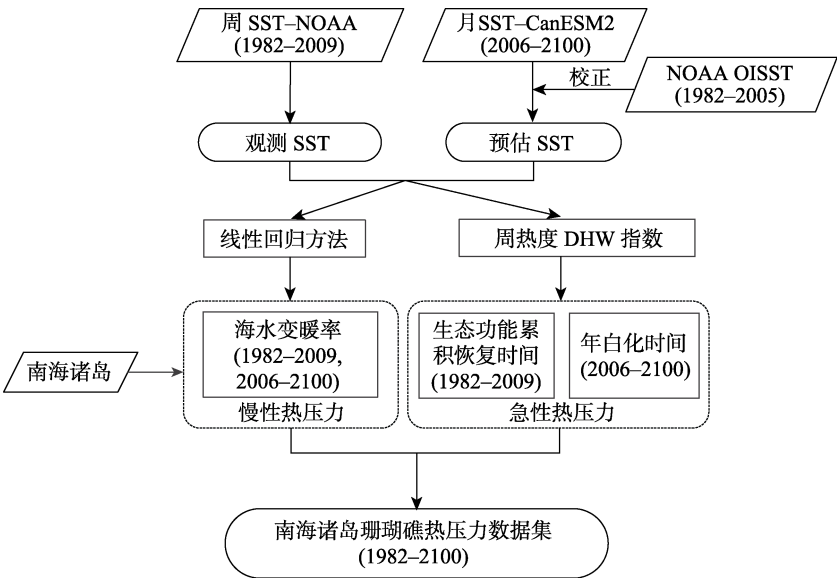 周 SST–NOAA
(1982–2009)
月SST–CanESM2
(2006–2100)
校正
NOAA OISST
(1982–2005)
观测 SST
预估 SST
线性回归方法
周热度 DHW 指数
海水变暖率
(1982–2009,
2006–2100)
慢性热压力
生态功能累
积恢复时间
(1982–2009)
年白化时间
(2006–2100)
急性热压力
南海诸岛
南海诸岛珊瑚礁热压力数据集
(1982–2100)